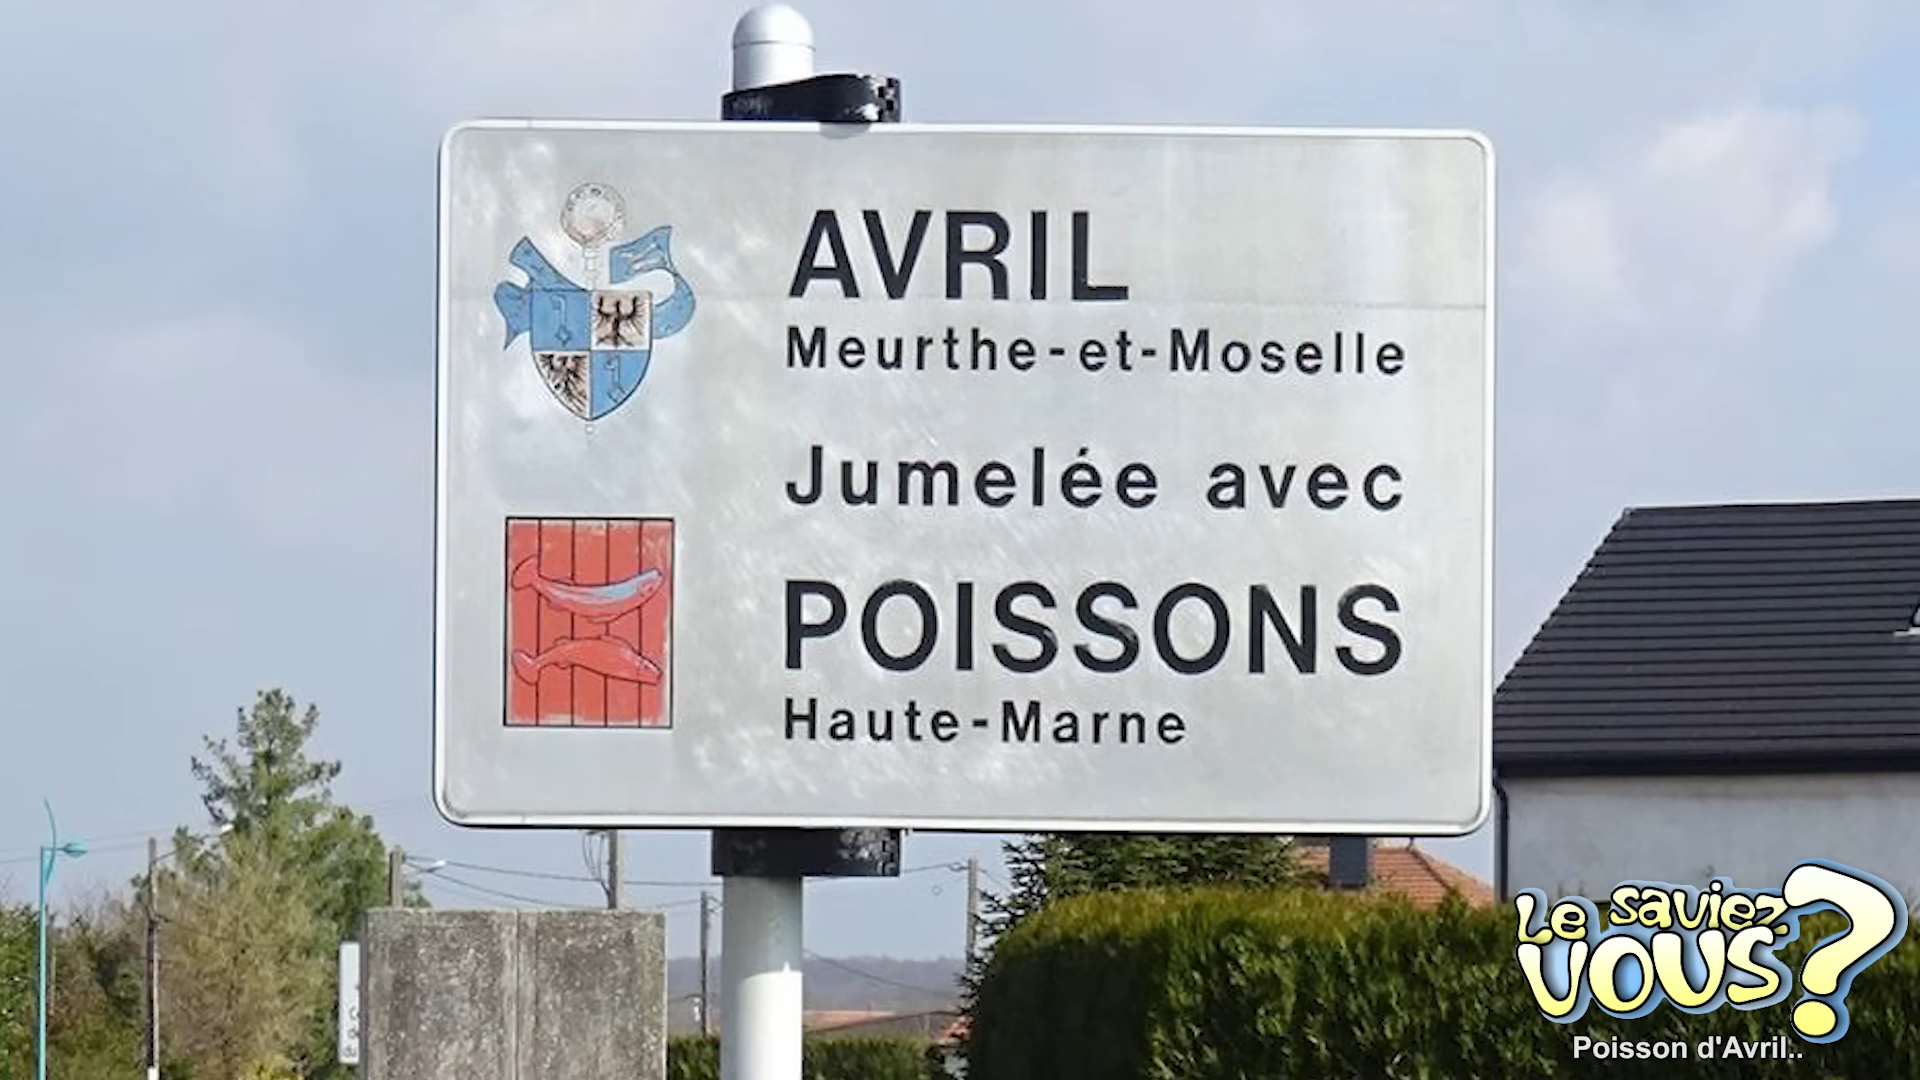 AVRIL
Meurthe-et-Moselle
Jumelée avec
POISSONS
Haute-Marne
Le saviez
vous?
Poisson d'Avril..